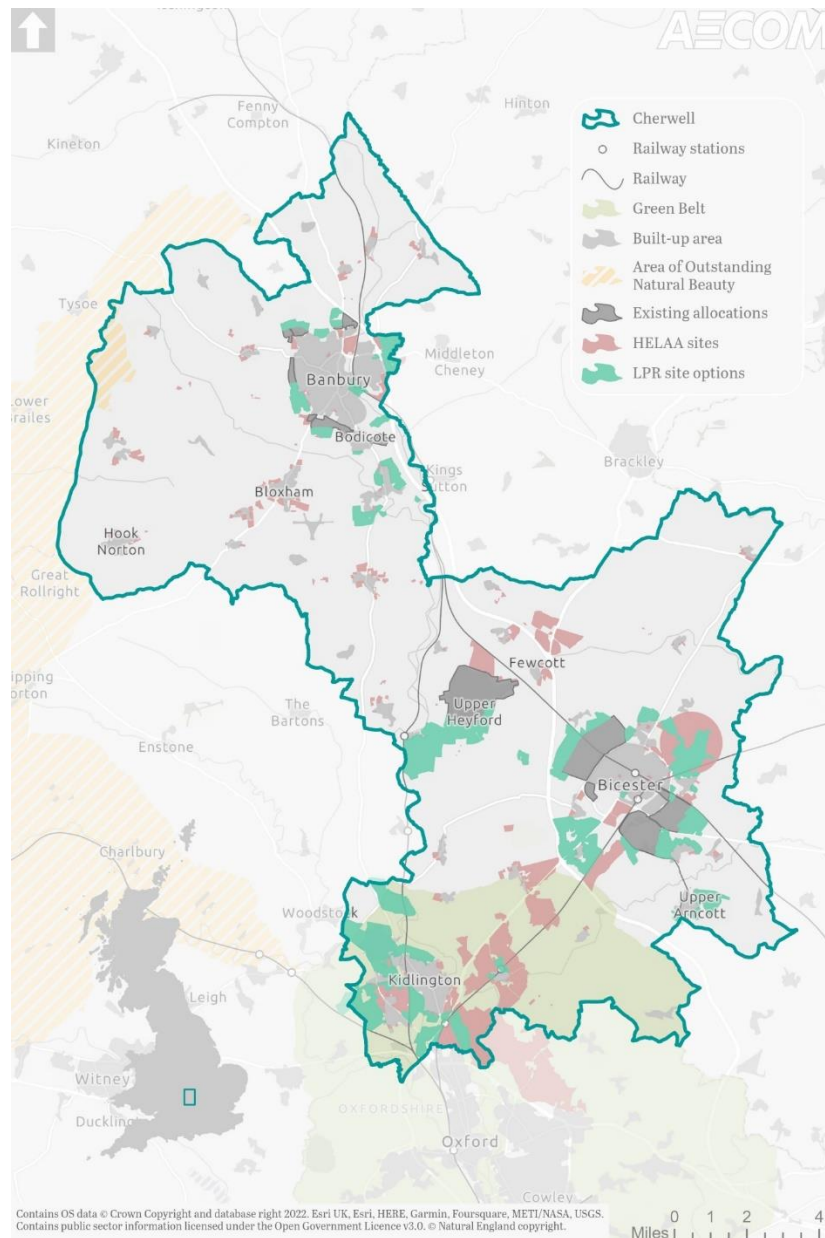 AECOM
Fenny
Compton
Hinton
Kineton
Cherwell
Railway stations
Railway
Green Belt
Built-up area
Area of Outstanding
Natural Beauty
Existing allocations
HELAA sites
LPR site options
Tysoe
Banbury
Middleton
Cheney
Lower
Brailes
Bodicote
Kings
Sutton
Brackley
Bloxham
Hook
Norton
Great
Rollright
Fewcott
Upper
Heyford
The
Bartons
Enstone
Bicester
Charlbury
Woodstock
Upper
Arncott
Kidlington
Leigh
Witney
Duckling
OXFORDSHIRE
Oxford
Cowley
Contains OS data © Crown Copyright and database right 2022. Esri UK, Esri, HERE, Garmin, Foursquare, METI/NASA, USGS.
Contains public sector information licensed under the Open Government Licence v3.0. © Natural England copyright.
Miles 0 1 2 4